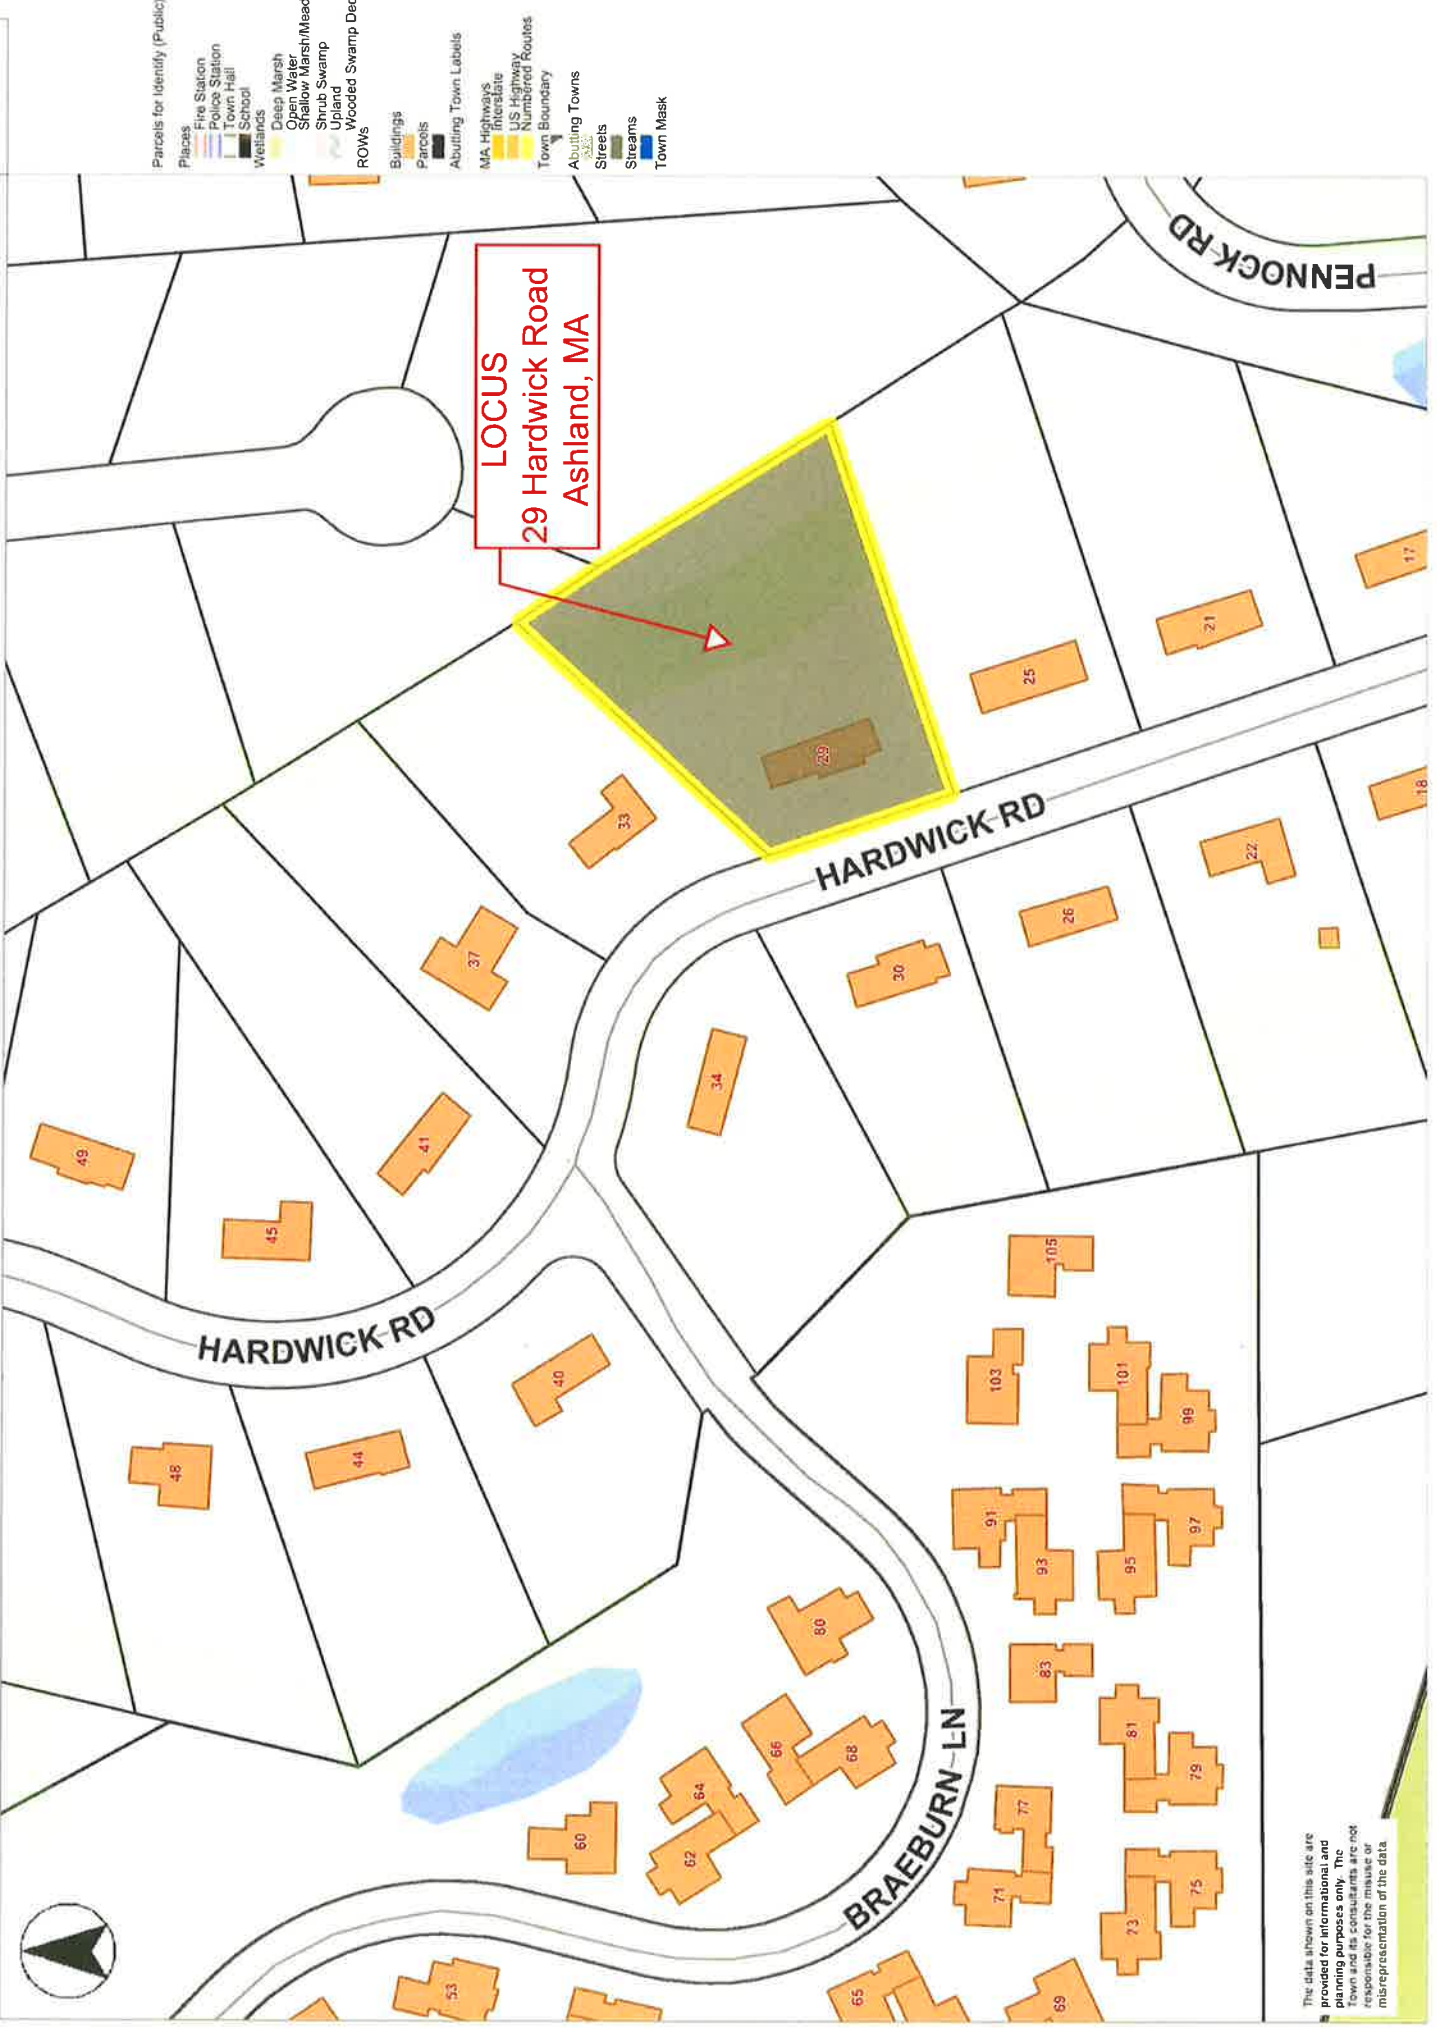 Parcels for Identify (Public)
Places
Fire Station
Police Station
Town Hall
School
Wetlands
Deep Marsh
Open Water
Shallow Marsh/Mead
Shrub Swamp
Upland
Wooded Swamp Dec
ROWs
Buildings
Parcels
Abutting Town Labels
MA Highways
Interstate
US Highway
Numbered Routes
Town Boundary
Abutting Towns
Streets
Streams
Town Mask
LOCUS
29 Hardwick Road
Ashland, MA
PENNOCK RD
HARDWICK RD
HARDWICK RD
BRAEBURN LN
49
45
41
37
33
29
25
21
17
48
44
40
34
30
26
22
18
105
103
101
99
91
93
95
97
80
83
66
68
81
79
64
62
60
77
71
73
75
53
65
69
The data shown on this site are
provided for informational and
planning purposes only. The
Town and its consultants are not
responsible for the misuse or
misrepresentation of the data